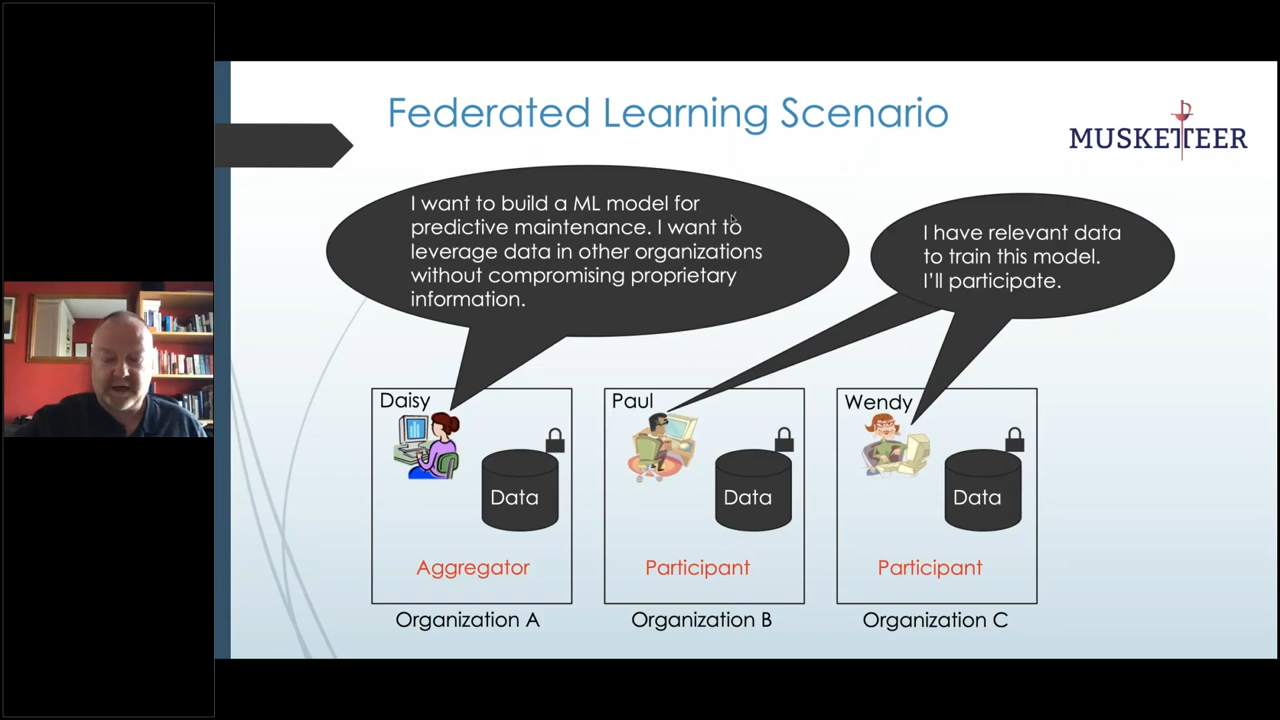 Federated Learning Scenario
MUSKETEER
I want to build a ML model for
predictive maintenance. I want to
leverage data in other organizations
without compromising proprietary
information.
I have relevant data
to train this model.
I'll participate.
Daisy
Data
Aggregator
Organization A
Paul
Data
Participant
Organization B
Wendy
Data
Participant
Organization C